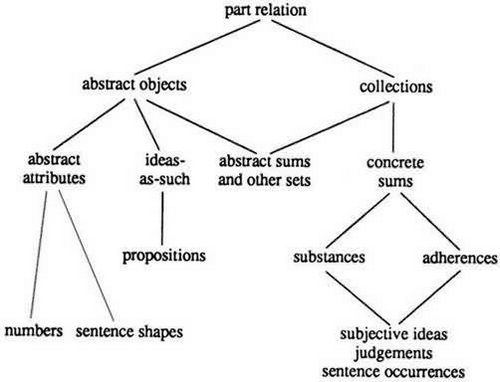 part relation
abstract objects
collections
abstract
attributes
ideas-
as-such
abstract sums
and other sets
concrete
sums
propositions
substances
adherences
numbers
sentence shapes
subjective ideas
judgements
sentence occurrences